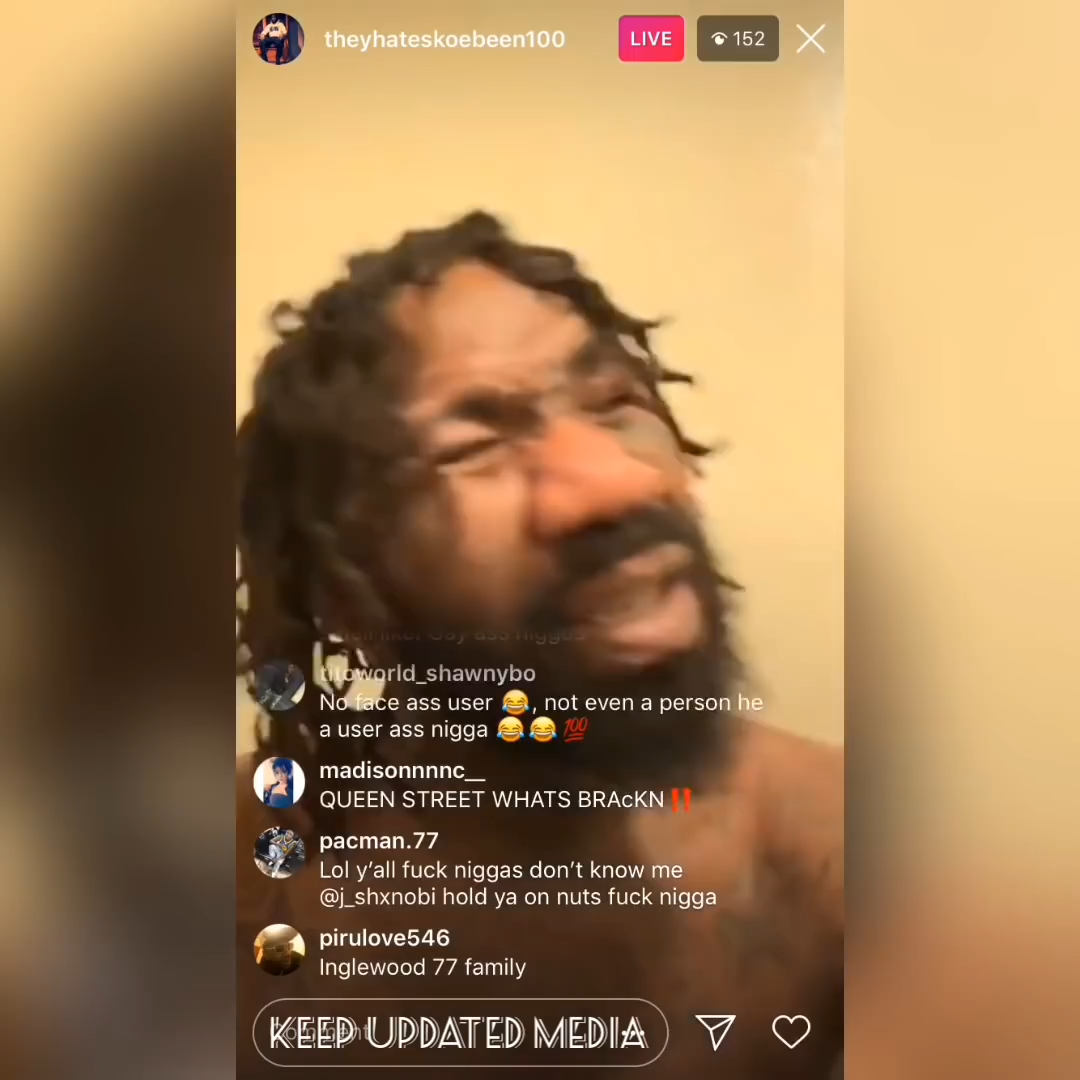 theyhateskoebeen100
LIVE
152
titoworld_shawnybo
No face ass user 😂, not even a person he
a user ass nigga 😂😂💯
madisonnnnc__
QUEEN STREET WHATS BRAcKN‼️
pacman.77
Lol y’all fuck niggas don’t know me
@j_shxnobi hold ya on nuts fuck nigga
pirulove546
Inglewood 77 family
Comment
KEEP UPDATED MEDIA